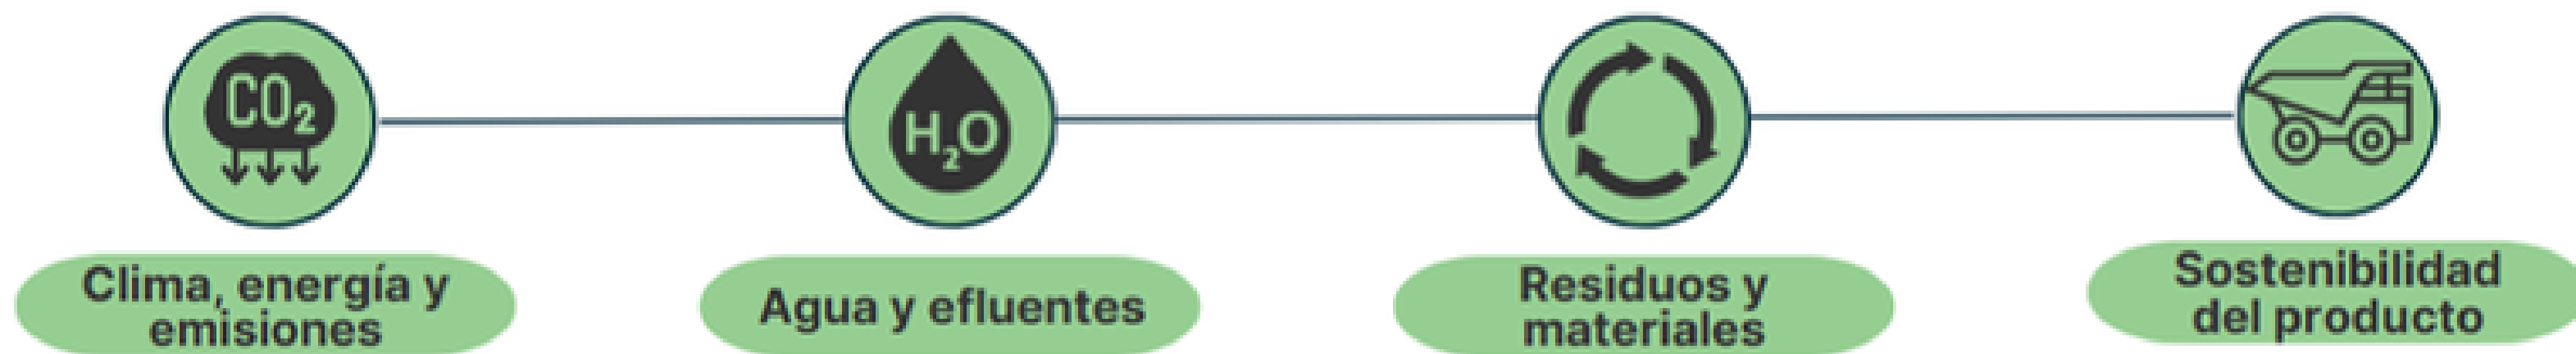 CO₂
H₂O
Clima, energía y
emisiones
Agua y efluentes
Residuos y
materiales
Sostenibilidad
del producto